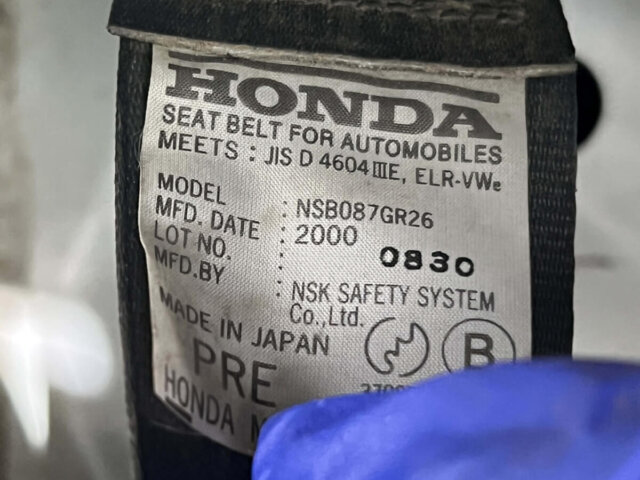 HONDA
SEAT BELT FOR AUTOMOBILES
MEETS : JIS D 4604 IIIE, ELR-VWe
MODEL : NSB087GR26
MFD. DATE : 2000
LOT NO. : 0830
MFD.BY : NSK SAFETY SYSTEM
Co.,Ltd.
MADE IN JAPAN
B
PRE
HONDA